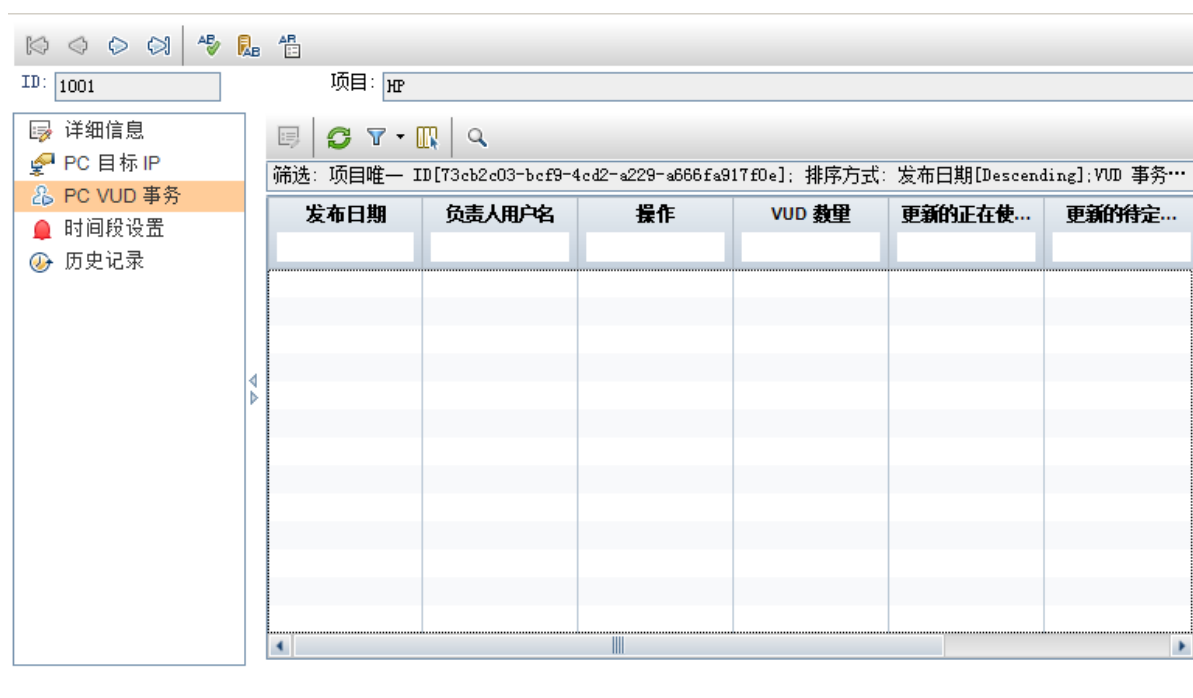 ID: 1001 项目: HP
详细信息
PC 目标 IP
PC VUD 事务
时间段设置
历史记录
筛选: 项目唯一 ID[73cb2c03-bcf9-4cd2-a229-a666fa917f0e]; 排序方式: 发布日期[Descending];VUD 事务…
发布日期 负责人用户名 操作 VUD 数量 更新的正在使... 更新的待定...